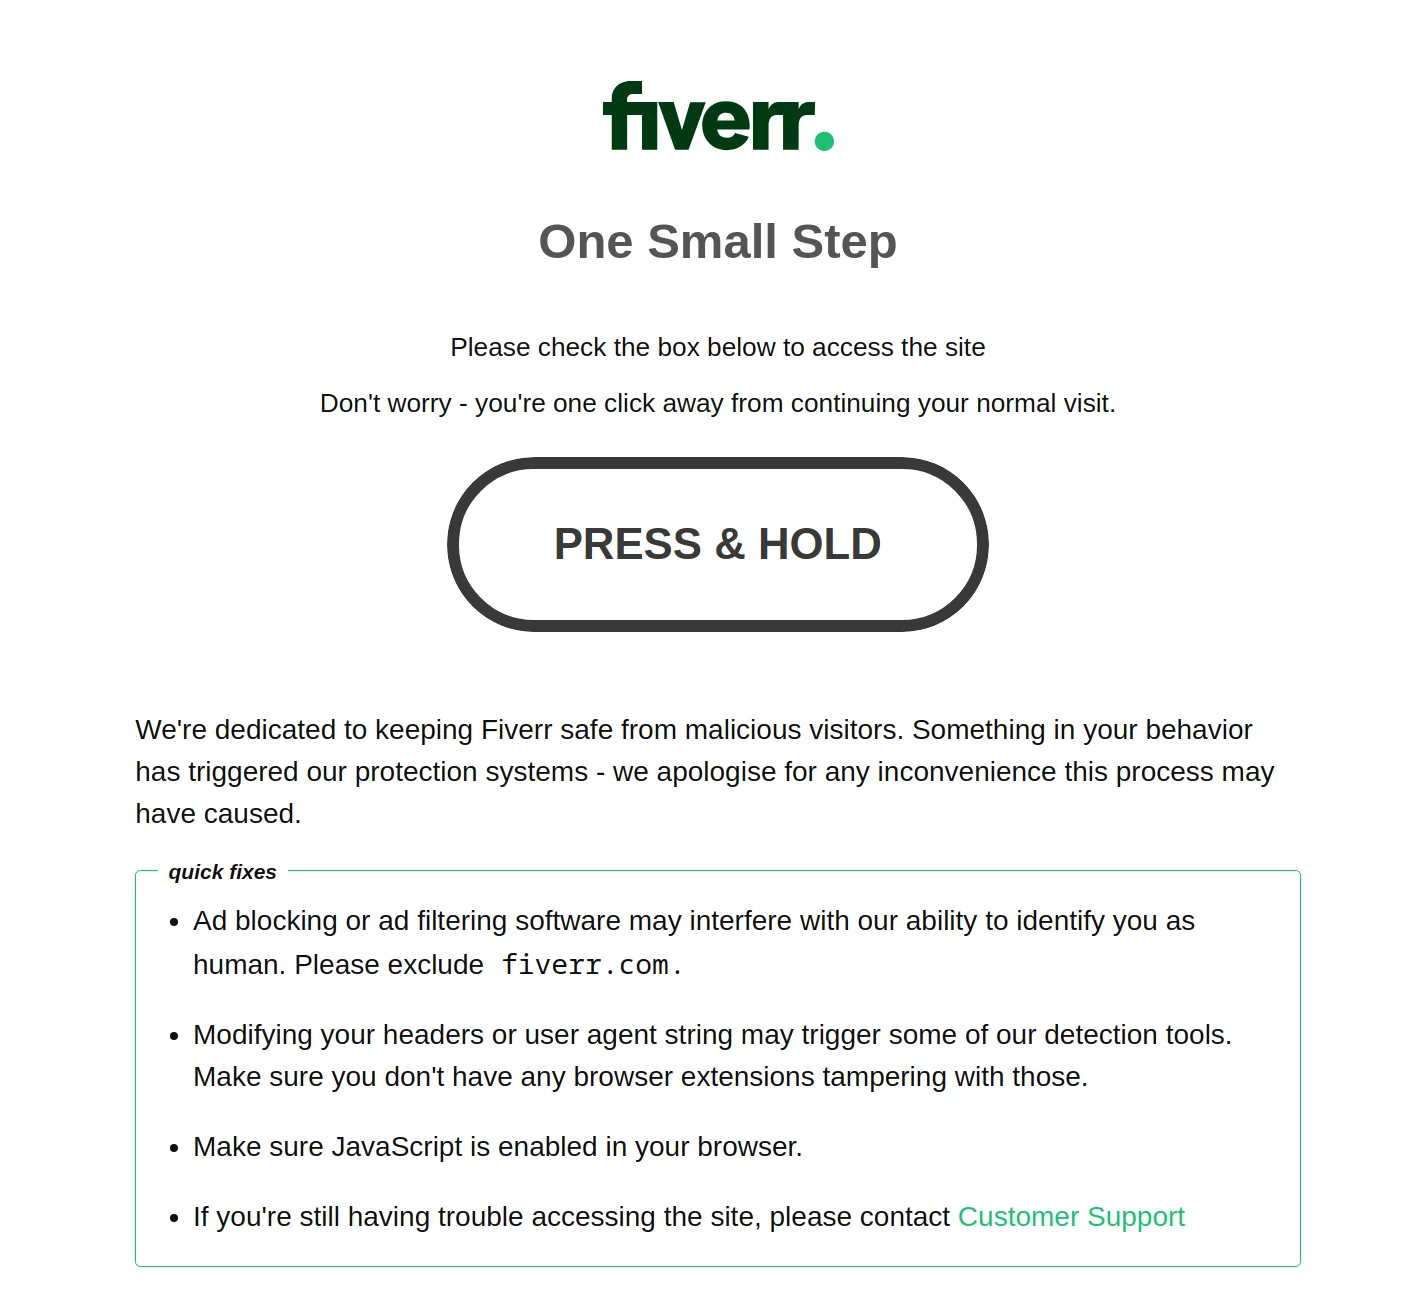 fiverr.
One Small Step
Please check the box below to access the site
Don't worry - you're one click away from continuing your normal visit.
PRESS & HOLD
We're dedicated to keeping Fiverr safe from malicious visitors. Something in your behavior
has triggered our protection systems - we apologise for any inconvenience this process may
have caused.
quick fixes
• Ad blocking or ad filtering software may interfere with our ability to identify you as
human. Please exclude fiverr.com.
• Modifying your headers or user agent string may trigger some of our detection tools.
Make sure you don't have any browser extensions tampering with those.
• Make sure JavaScript is enabled in your browser.
• If you're still having trouble accessing the site, please contact Customer Support